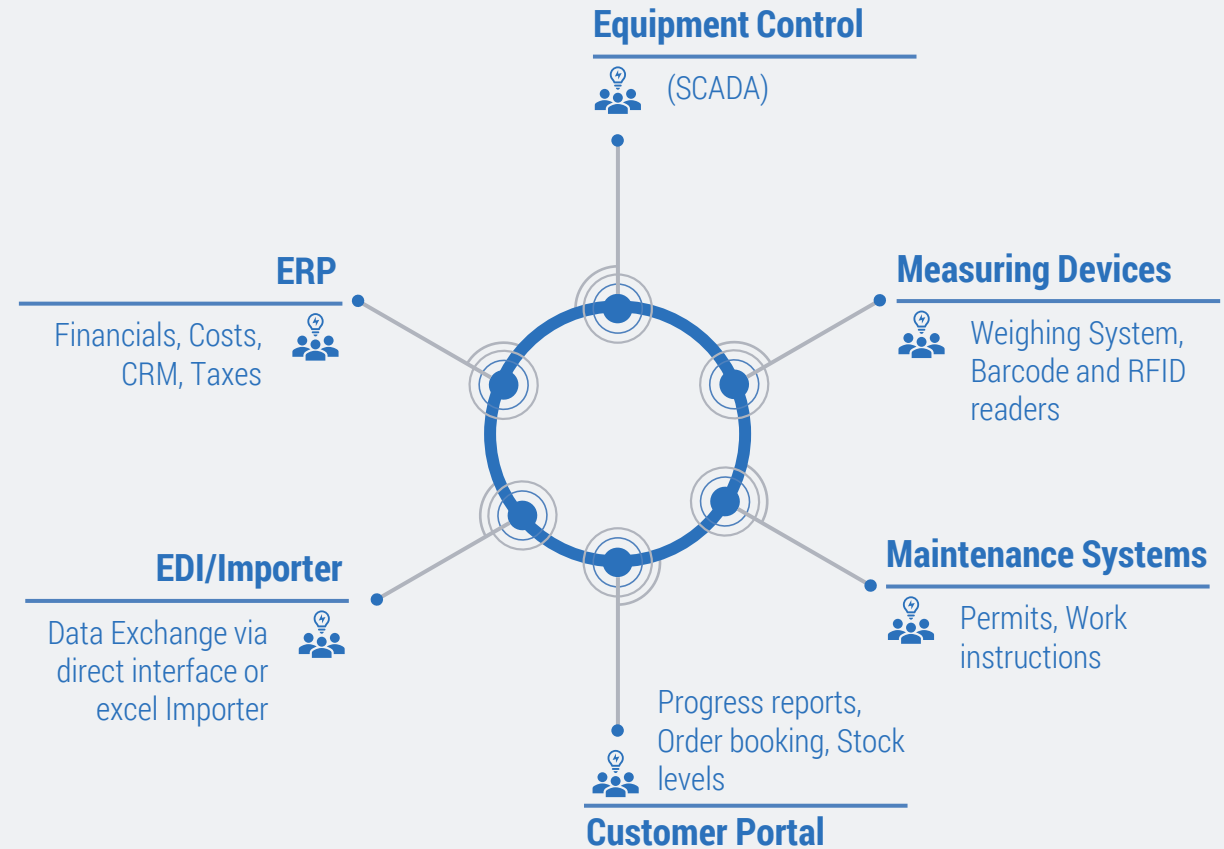 Equipment Control
(SCADA)
ERP
Financials, Costs,
CRM, Taxes
Measuring Devices
Weighing System,
Barcode and RFID
readers
EDI/Importer
Data Exchange via
direct interface or
excel Importer
Maintenance Systems
Permits, Work
instructions
Progress reports,
Order booking, Stock
levels
Customer Portal